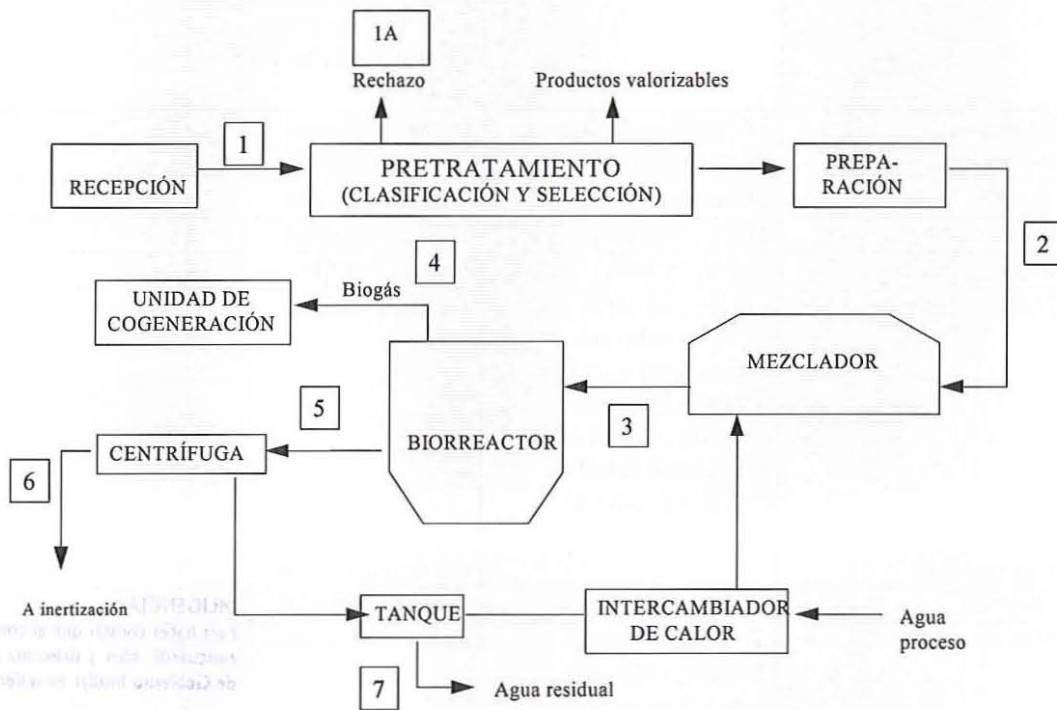 1A
Rechazo
Productos valorizables
1
RECEPCIÓN
PRETRATAMIENTO
(CLASIFICACIÓN Y SELECCIÓN)
PREPA-
RACIÓN
2
4
Biogás
UNIDAD DE
COGENERACIÓN
MEZCLADOR
3
BIORREACTOR
5
CENTRÍFUGA
6
A inertización
TANQUE
INTERCAMBIADOR
DE CALOR
Agua
proceso
7
Agua residual